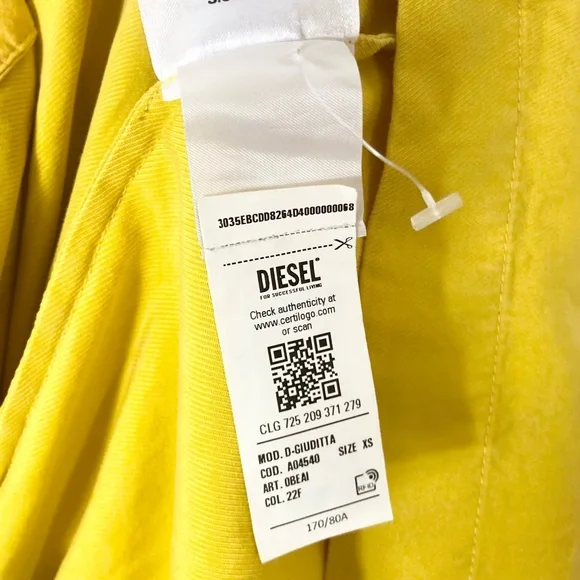 3035EBCDD8264D4000000068
DIESEL
FOR SUCCESSFUL LIVING
Check authenticity at
www.certilogo.com
or scan
CLG 725 209 371 279
MOD. D-GIUDITTA
COD. A04540 SIZE XS
ART. 0BEAI
COL. 22F
170/80A